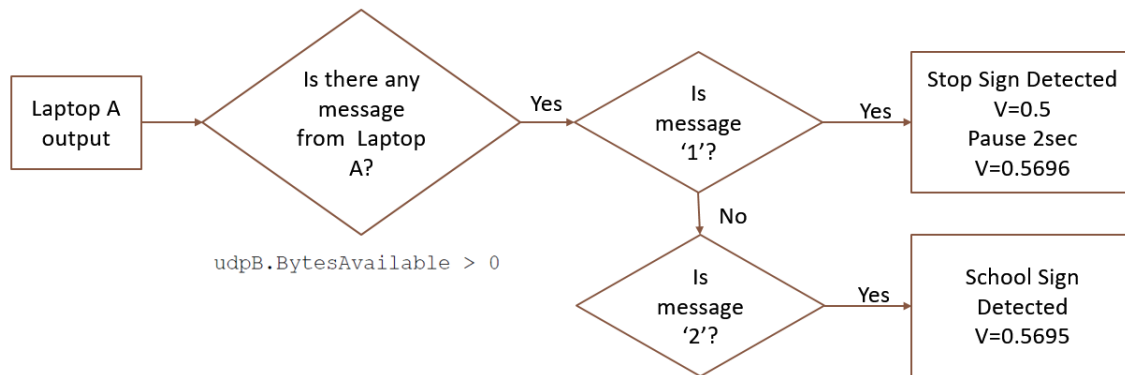 Laptop A
output
Is there any
message
from Laptop
A?
udpB.BytesAvailable > 0
Yes
Is
message
‘1’?
Yes
Stop Sign Detected
V=0.5
Pause 2sec
V=0.5696
No
Is
message
‘2’?
Yes
School Sign
Detected
V=0.5695